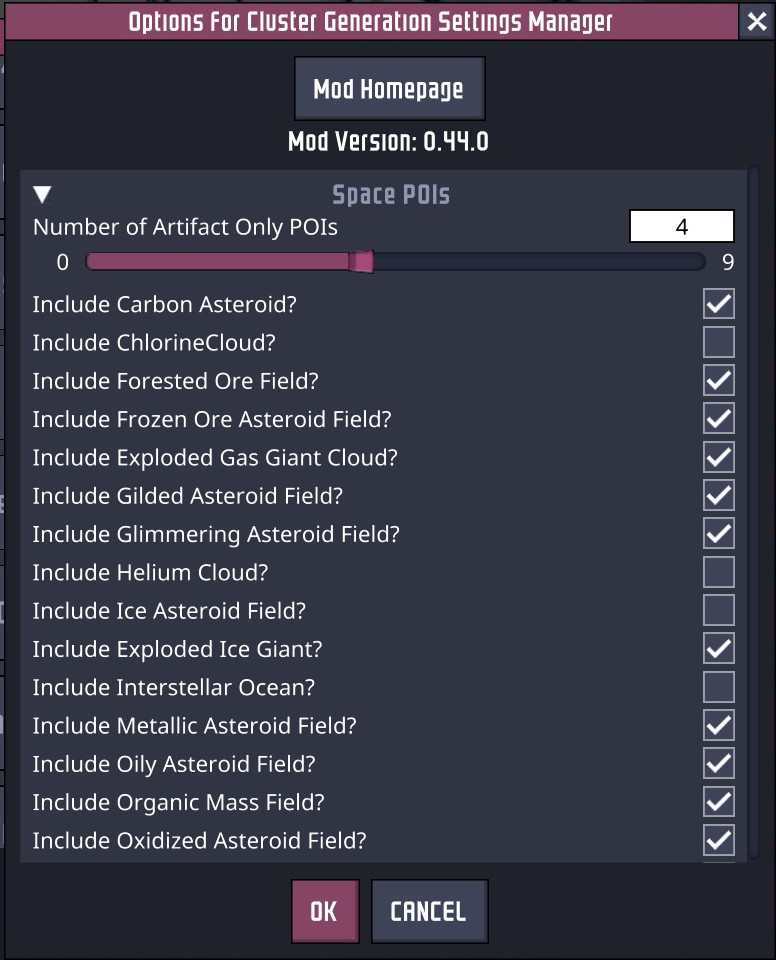 Options For Cluster Generation Settings Manager
Mod Homepage
Mod Version: 0.44.0
Space POIs
Number of Artifact Only POIs 4
0 9
Include Carbon Asteroid?
Include ChlorineCloud?
Include Forested Ore Field?
Include Frozen Ore Asteroid Field?
Include Exploded Gas Giant Cloud?
Include Gilded Asteroid Field?
Include Glimmering Asteroid Field?
Include Helium Cloud?
Include Ice Asteroid Field?
Include Exploded Ice Giant?
Include Interstellar Ocean?
Include Metallic Asteroid Field?
Include Oily Asteroid Field?
Include Organic Mass Field?
Include Oxidized Asteroid Field?
OK CANCEL